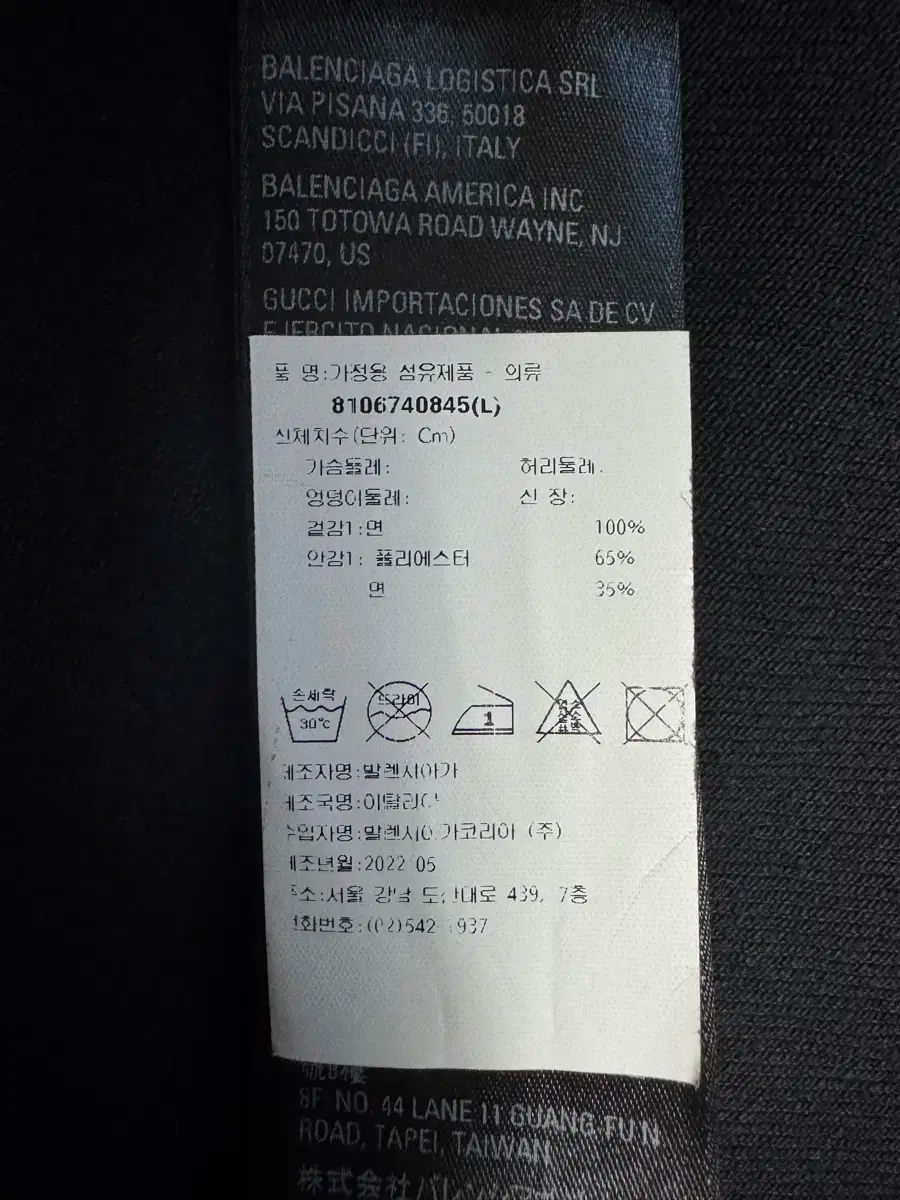 BALENCIAGA LOGISTICA SRL
VIA PISANA 336, 50018
SCANDICCI (FI), ITALY
BALENCIAGA AMERICA INC
150 TOTOWA ROAD WAYNE, NJ
07470, US
GUCCI IMPORTACIONES SA DE CV
EJERCITO NACIONAL
품 명:가정용 섬유제품 - 의류
8106740845(L)
신체치수(단위: Cm)
가슴둘레: 허리둘레.
엉덩이둘레: 신 장:
겉감1:면 100%
안감1: 폴리에스터 65%
면 35%
손세탁 드라이
30℃ 1
제조자명:발렌시아가
제조국명:이탈리아
수입자명:발렌시아가코리아 (주)
제조년월:2022 05
주소:서울 강남 도산대로 439, 7층
전화번호:(02)542 937
8F NO. 44 LANE 11 GUANG FU N
ROAD, TAPEI, TAIWAN
株式会社バレンシアガ